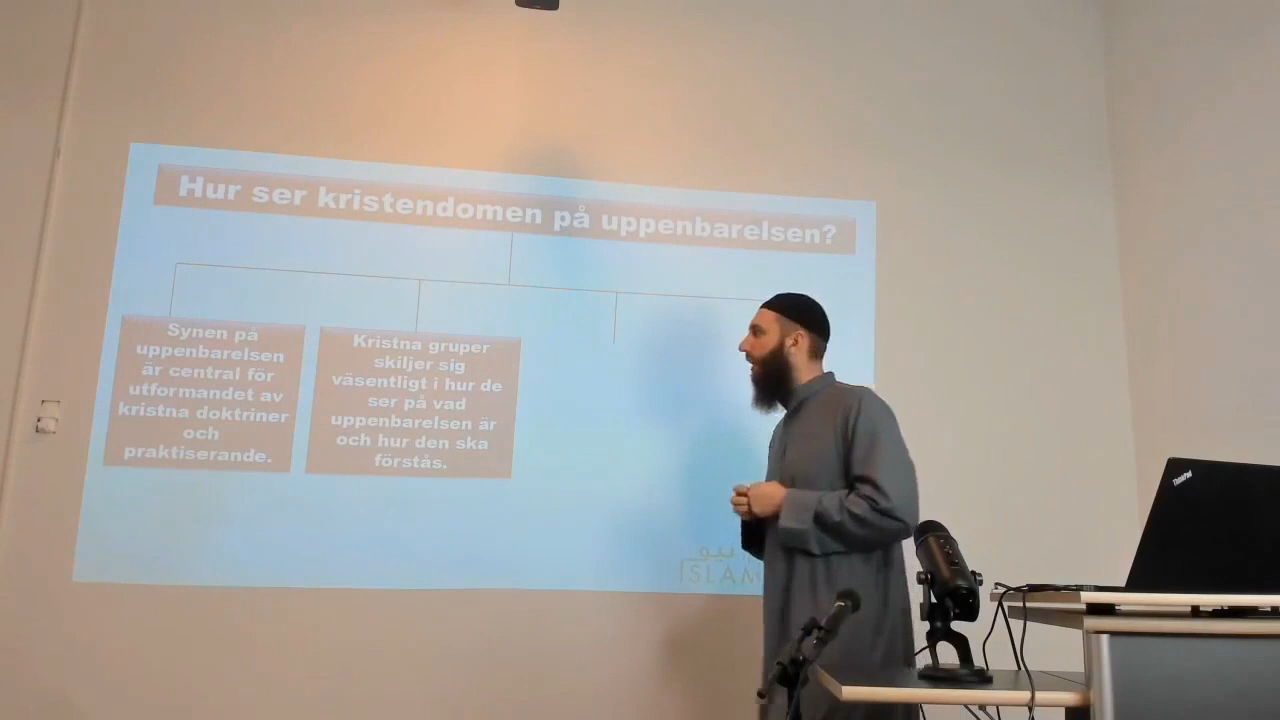 Hur ser kristendomen på uppenbarelsen?
Synen på
uppenbarelsen
är central för
utformandet av
kristna doktriner
och
praktiserande.
Kristna gruper
skiljer sig
väsentligt i hur de
ser på vad
uppenbarelsen är
och hur den ska
förstås.
ThinkPad